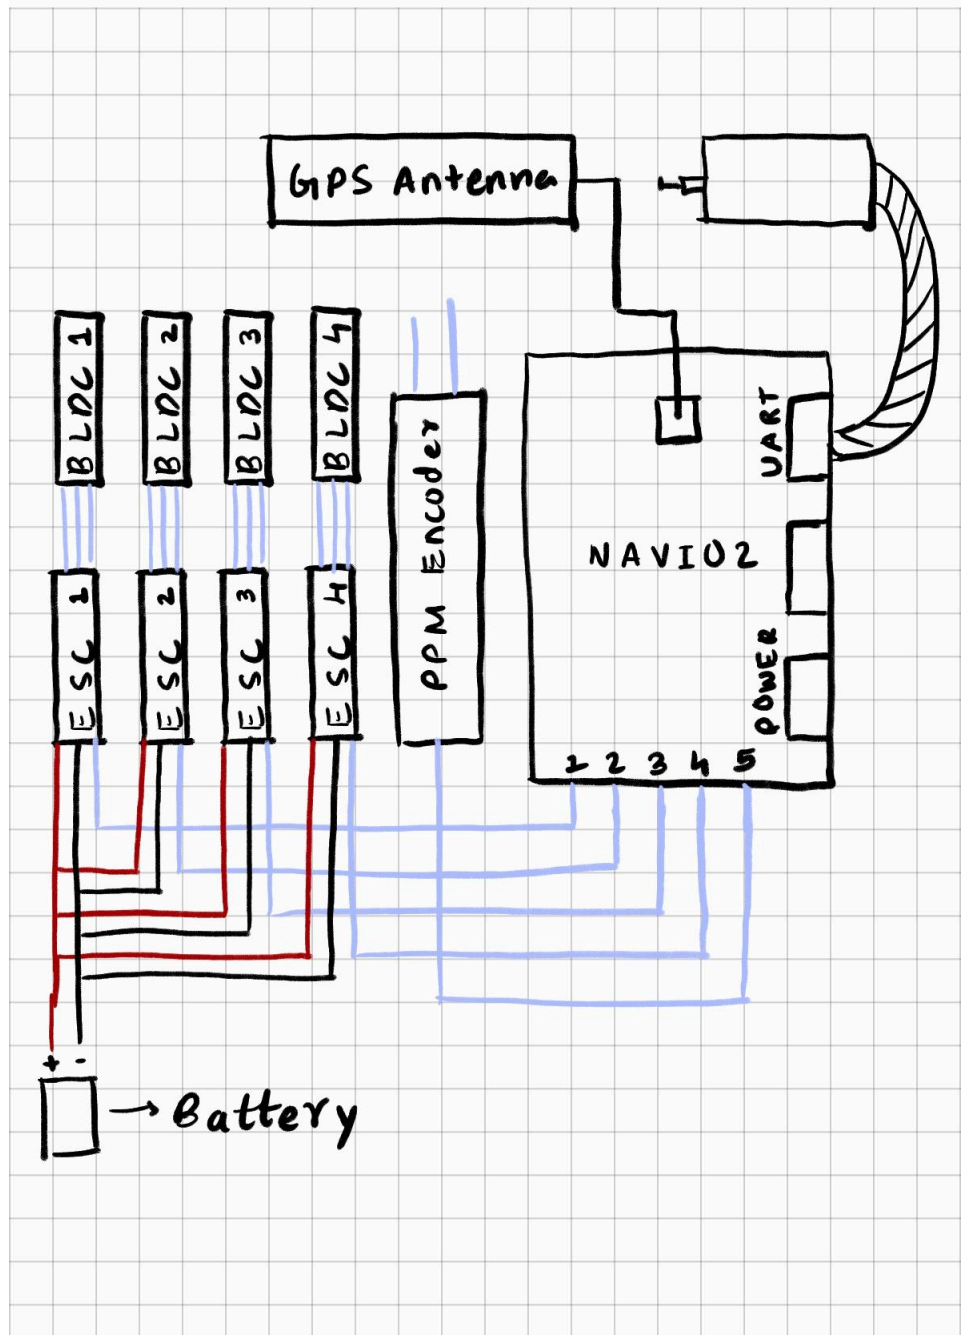 GPS Antenna
BLDC 1
BLDC 2
BLDC 3
BLDC 4
ESC 1
ESC 2
ESC 3
ESC 4
PPM Encoder
UART
NAVIO2
POWER
1 2 3 4 5
+ -
→ Battery